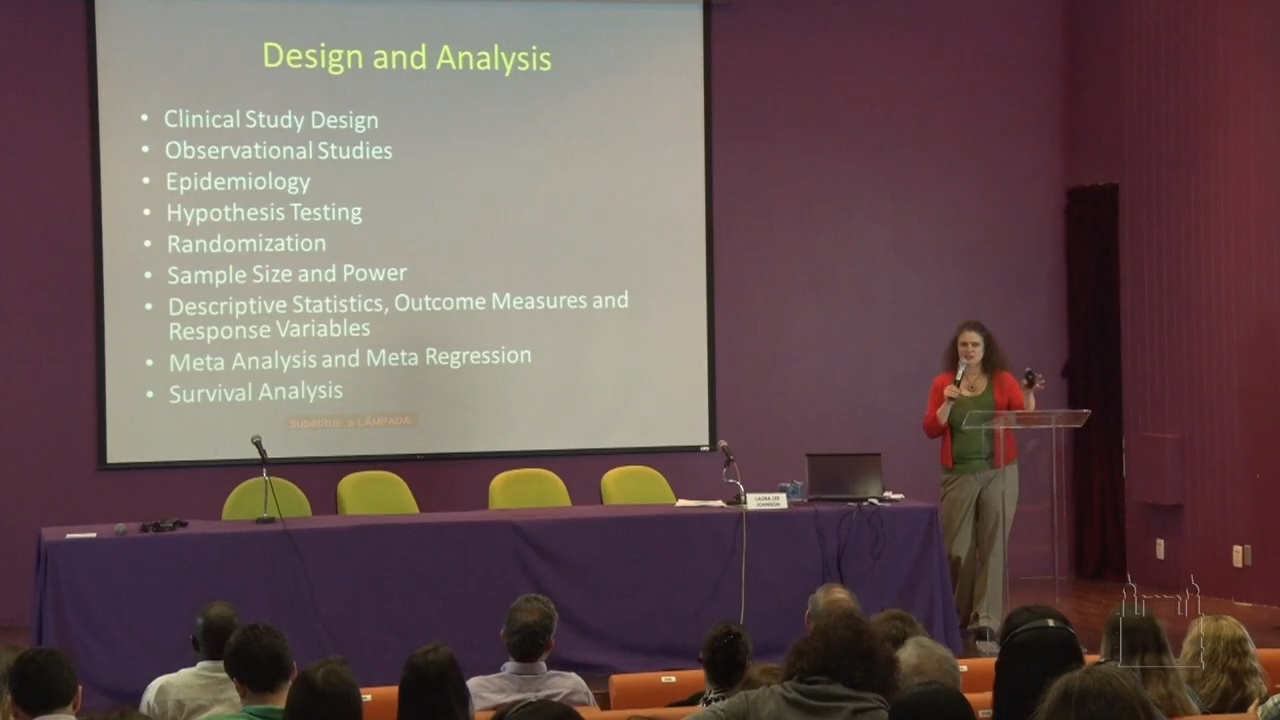 Design and Analysis
• Clinical Study Design
• Observational Studies
• Epidemiology
• Hypothesis Testing
• Randomization
• Sample Size and Power
• Descriptive Statistics, Outcome Measures and
Response Variables
• Meta Analysis and Meta Regression
• Survival Analysis
Substituir a LÂMPADA.
LAURA LEE
JOHNSON